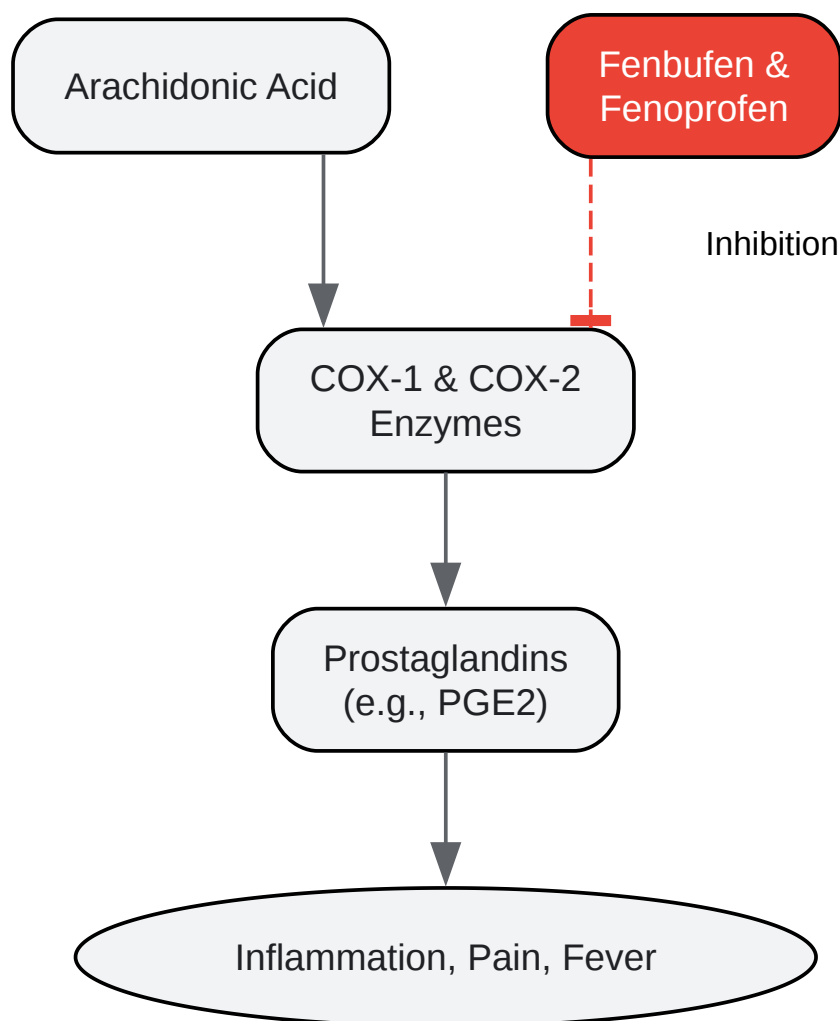 Arachidonic Acid
Fenbufen &
Fenoprofen
Inhibition
COX-1 & COX-2
Enzymes
Prostaglandins
(e.g., PGE2)
Inflammation, Pain, Fever